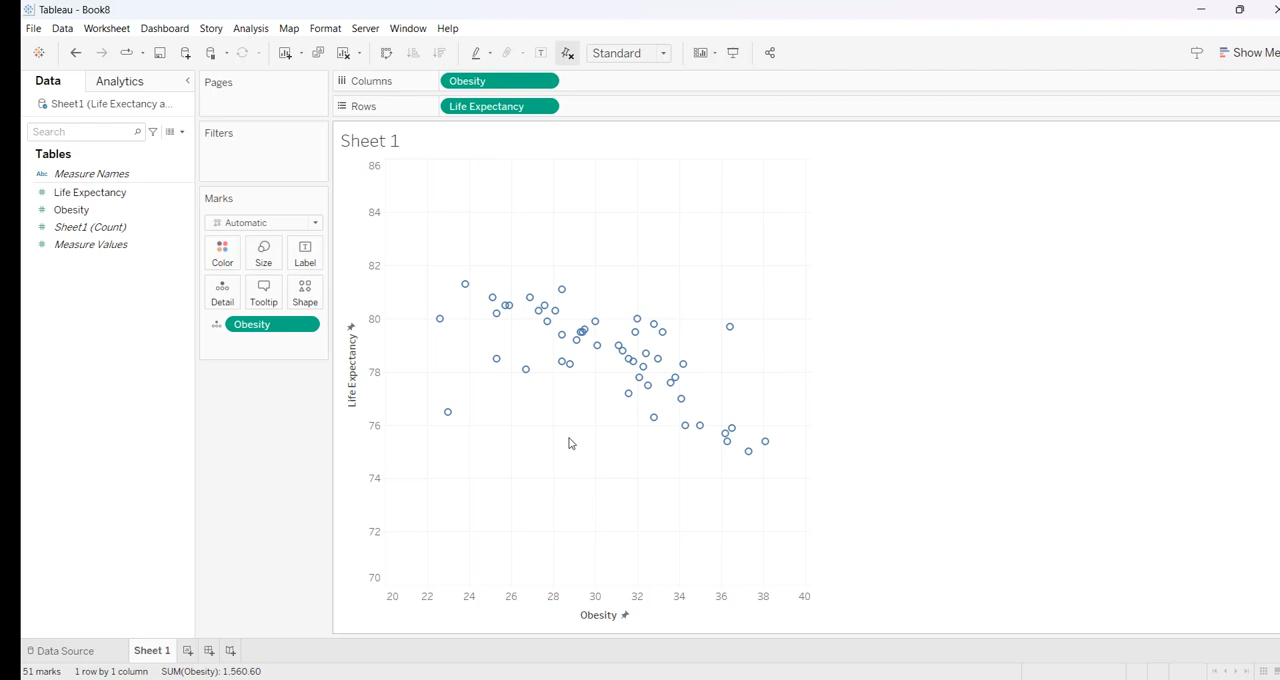 Tableau - Book8
File Data Worksheet Dashboard Story Analysis Map Format Server Window Help
Standard
Show Me
Data Analytics
Sheet1 (Life Exectancy a...
Search
Tables
Abc Measure Names
# Life Expectancy
# Obesity
# Sheet1 (Count)
# Measure Values
Pages
Filters
Marks
Automatic
Color Size Label
Detail Tooltip Shape
Obesity
Columns Obesity
Rows Life Expectancy
Sheet 1
86
84
82
80
78
76
74
72
70
Life Expectancy
20 22 24 26 28 30 32 34 36 38 40
Obesity
Data Source Sheet 1
51 marks 1 row by 1 column SUM(Obesity): 1.560.60